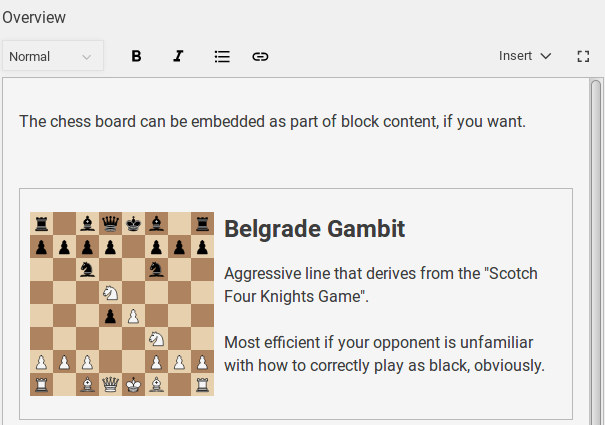 Overview
Normal
B I
Insert
The chess board can be embedded as part of block content, if you want.
Belgrade Gambit
Aggressive line that derives from the "Scotch
Four Knights Game".
Most efficient if your opponent is unfamiliar
with how to correctly play as black, obviously.